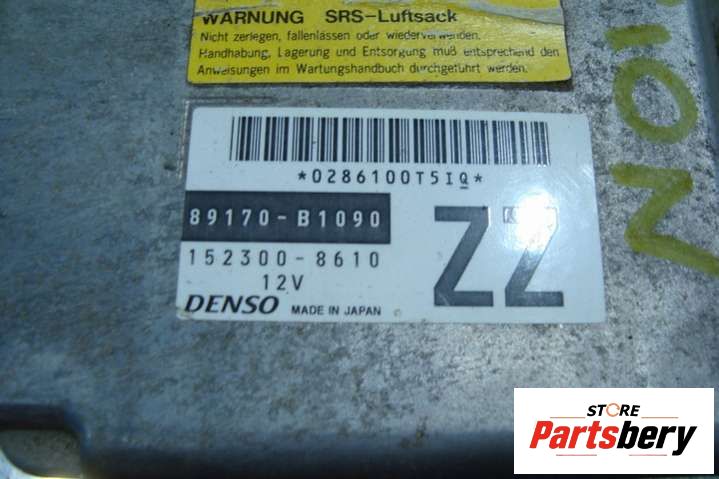 WARNUNG SRS-Luftsack
Nicht zerlegen, fallenlassen oder wiederverwenden.
Handhabung, Lagerung und Entsorgung muß entsprechend den
Anweisungen im Wartungshandbuch durchgeführt werden.
*0286100T5IQ*
89170-B1090
152300-8610
12V
DENSO MADE IN JAPAN
ZZ
STORE
Partsbery